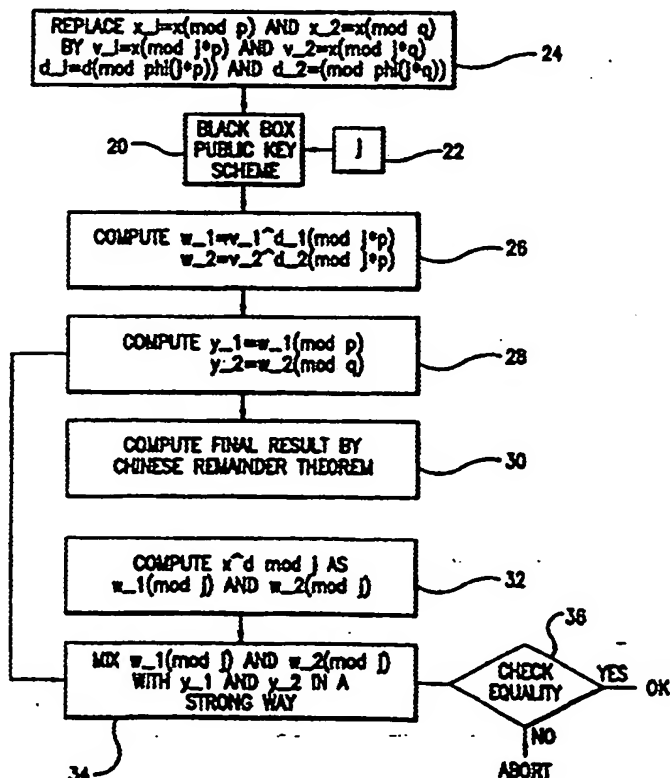 REPLACE x_1=x(mod p) AND x_2=x(mod q)
BY v_1=x(mod j*p) AND v_2=x(mod j*q)
d_1=d(mod phi(j*p)) AND d_2=(mod phi(j*q))
24
20
BLACK BOX
PUBLIC KEY
SCHEME
j
22
COMPUTE w_1=v_1^d_1(mod j*p)
w_2=v_2^d_2(mod j*p)
26
COMPUTE y_1=w_1(mod p)
y_2=w_2(mod q)
28
COMPUTE FINAL RESULT BY
CHINESE REMAINDER THEOREM
30
COMPUTE x^d mod j AS
w_1(mod j) AND w_2(mod j)
32
MIX w_1(mod j) AND w_2(mod j)
WITH y_1 AND y_2 IN A
STRONG WAY
34
36
CHECK
EQUALITY
YES
OK
NO
ABORT